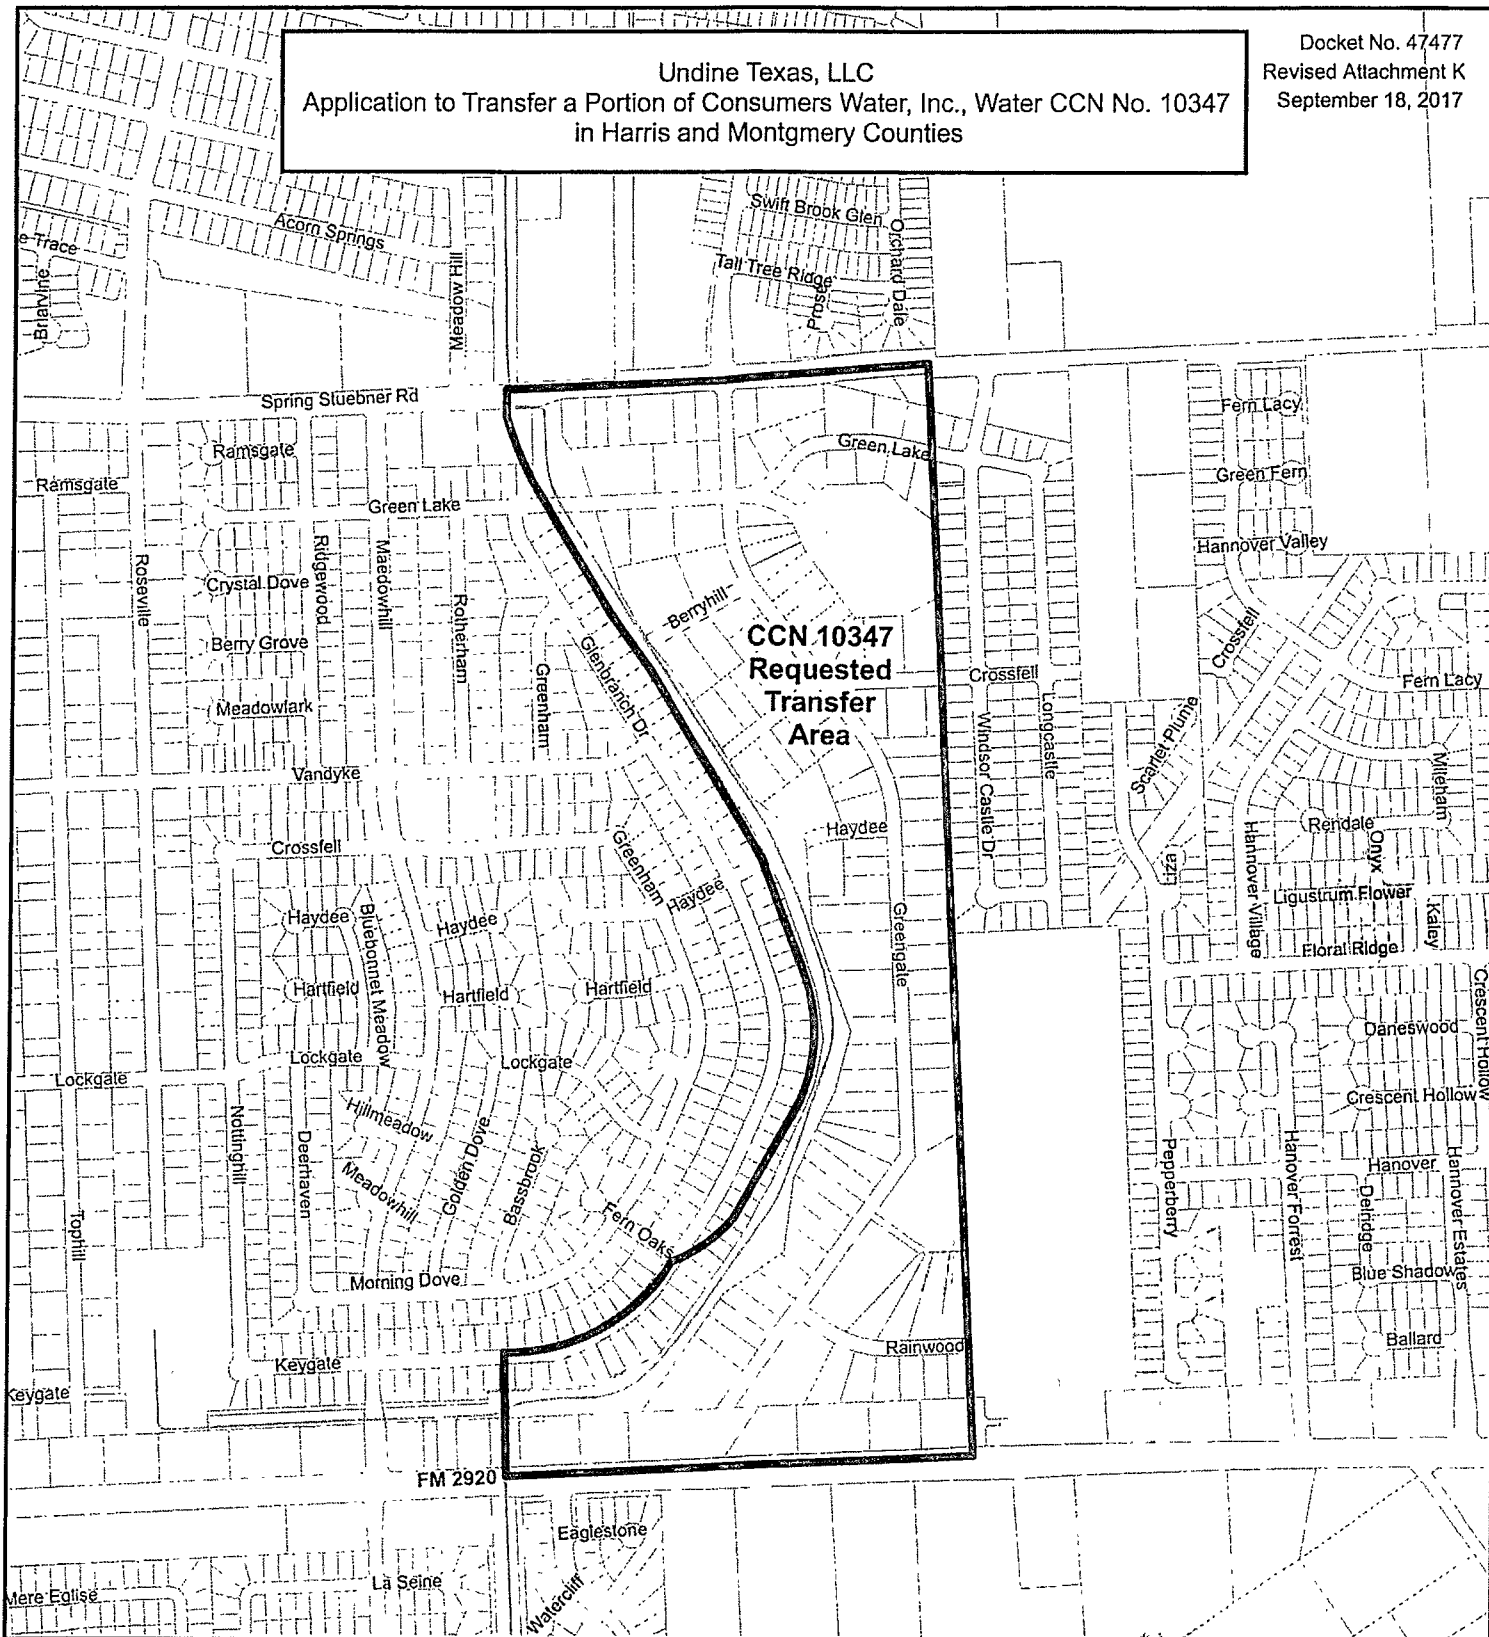 Undine Texas, LLC
Application to Transfer a Portion of Consumers Water, Inc., Water CCN No. 10347
in Harris and Montgmery Counties
Docket No. 47477
Revised Attachment K
September 18, 2017
Swift Brook Glen
Orchard Dale
Acorn Springs
e Trace
Briarvine
Meadow Hill
Tall Tree Ridge
Prose
Spring Stuebner Rd
Fern Lacy
Ramsgate
Green Lake
Ramsgate
Green Fern
Green Lake
Hannover Valley
Roseville
Ridgewood
Maedowhill
Crystal Dove
Rotherham
Berryhill
Berry Grove
CCN 10347
Requested
Transfer
Area
Crossfell
Glenbranch Dr
Greenham
Crossfell
Fern Lacy
Meadowlark
Windsor Castle Dr
Longcastle
Scarlet Plume
Vandyke
Mileham
Haydee
Rendale
Onyx
Crossfell
Greenham
Haydee
Liza
Hannover Village
Ligustrum Flower
Kaley
Haydee
Bluebonnet Meadow
Haydee
Greengate
Floral Ridge
Hartfield
Hartfield
Hartfield
Crescent Hollow
Daneswood
Lockgate
Lockgate
Lockgate
Crescent Hollow
Nottinghill
Deerhaven
Hillmeadow
Golden Dove
Bassbrook
Meadowhill
Pepperberry
Hanover Forrest
Hanover
Delridge
Hannover Estates
Tophill
Fern Oaks
Morning Dove
Blue Shadow
Rainwood
Ballard
Keygate
Keygate
FM 2920
Eaglestone
La Seine
Mere Eglise
Watercliff